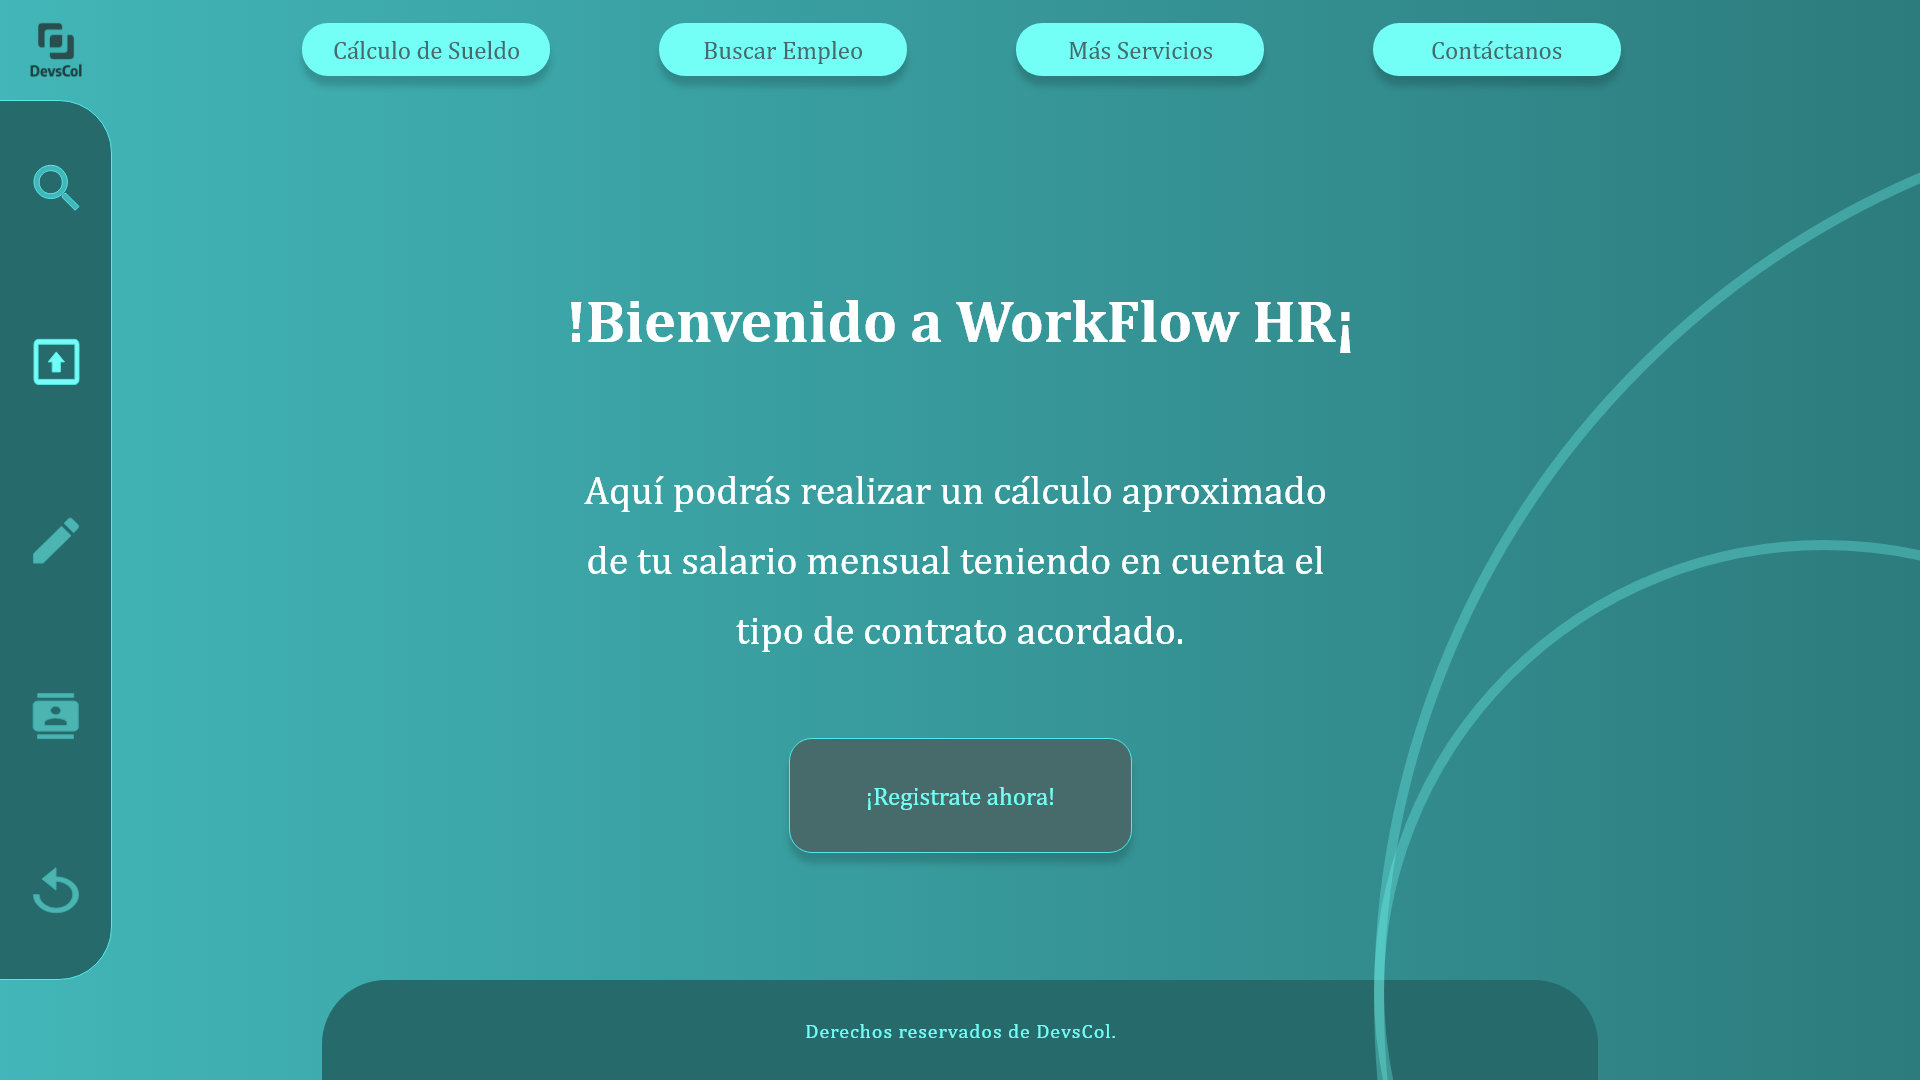 DevsCol
Cálculo de Sueldo
Buscar Empleo
Más Servicios
Contáctanos
!Bienvenido a WorkFlow HR¡
Aquí podrás realizar un cálculo aproximado
de tu salario mensual teniendo en cuenta el
tipo de contrato acordado.
¡Registrate ahora!
Derechos reservados de DevsCol.